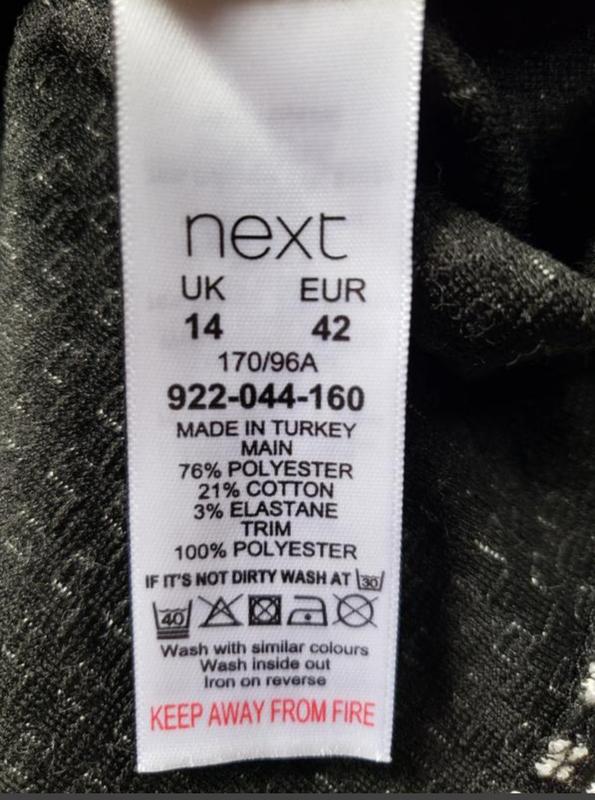 next
UK EUR
14 42
170/96A
922-044-160
MADE IN TURKEY
MAIN
76% POLYESTER
21% COTTON
3% ELASTANE
TRIM
100% POLYESTER
IF IT'S NOT DIRTY WASH AT 30
40
Wash with similar colours
Wash inside out
Iron on reverse
KEEP AWAY FROM FIRE